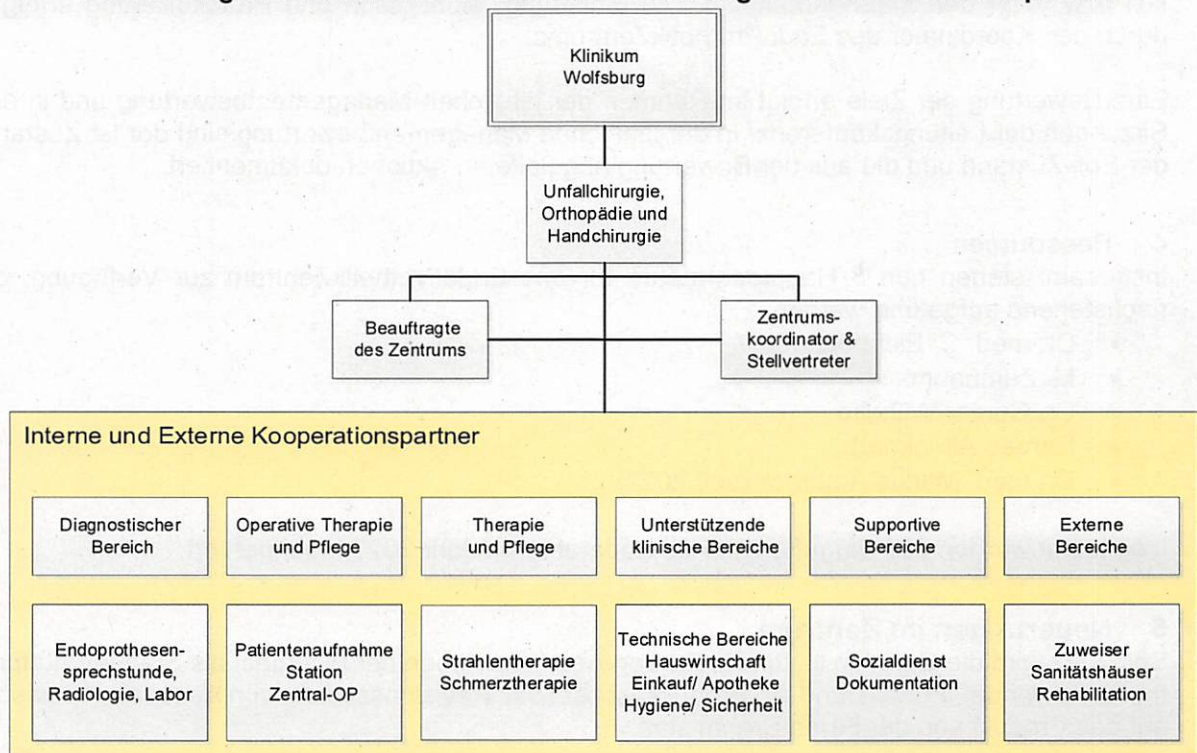 Klinikum
Wolfsburg
Unfallchirurgie,
Orthopädie und
Handchirurgie
Beauftragte
des Zentrums
Zentrums-
koordinator &
Stellvertreter
Interne und Externe Kooperationspartner
Diagnostischer
Bereich
Operative Therapie
und Pflege
Therapie
und Pflege
Unterstützende
klinische Bereiche
Supportive
Bereiche
Externe
Bereiche
Endoprothesen-
sprechstunde,
Radiologie, Labor
Patientenaufnahme
Station
Zentral-OP
Strahlentherapie
Schmerztherapie
Technische Bereiche
Hauswirtschaft
Einkauf/ Apotheke
Hygiene/ Sicherheit
Sozialdienst
Dokumentation
Zuweiser
Sanitätshäuser
Rehabilitation